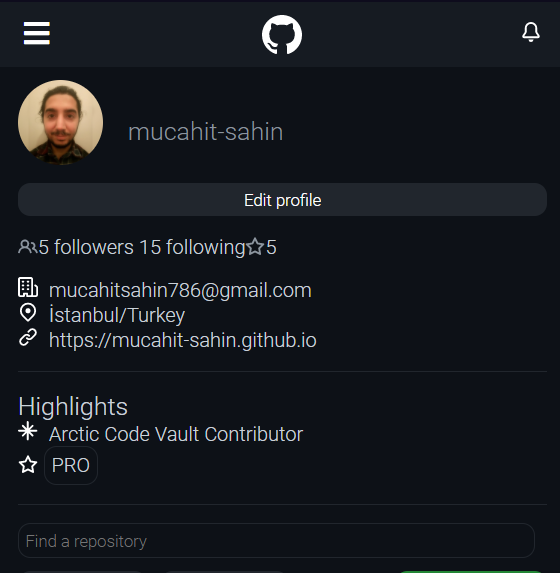 mucahit-sahin
Edit profile
5 followers 15 following 5
mucahitsahin786@gmail.com
İstanbul/Turkey
https://mucahit-sahin.github.io
Highlights
Arctic Code Vault Contributor
PRO
Find a repository